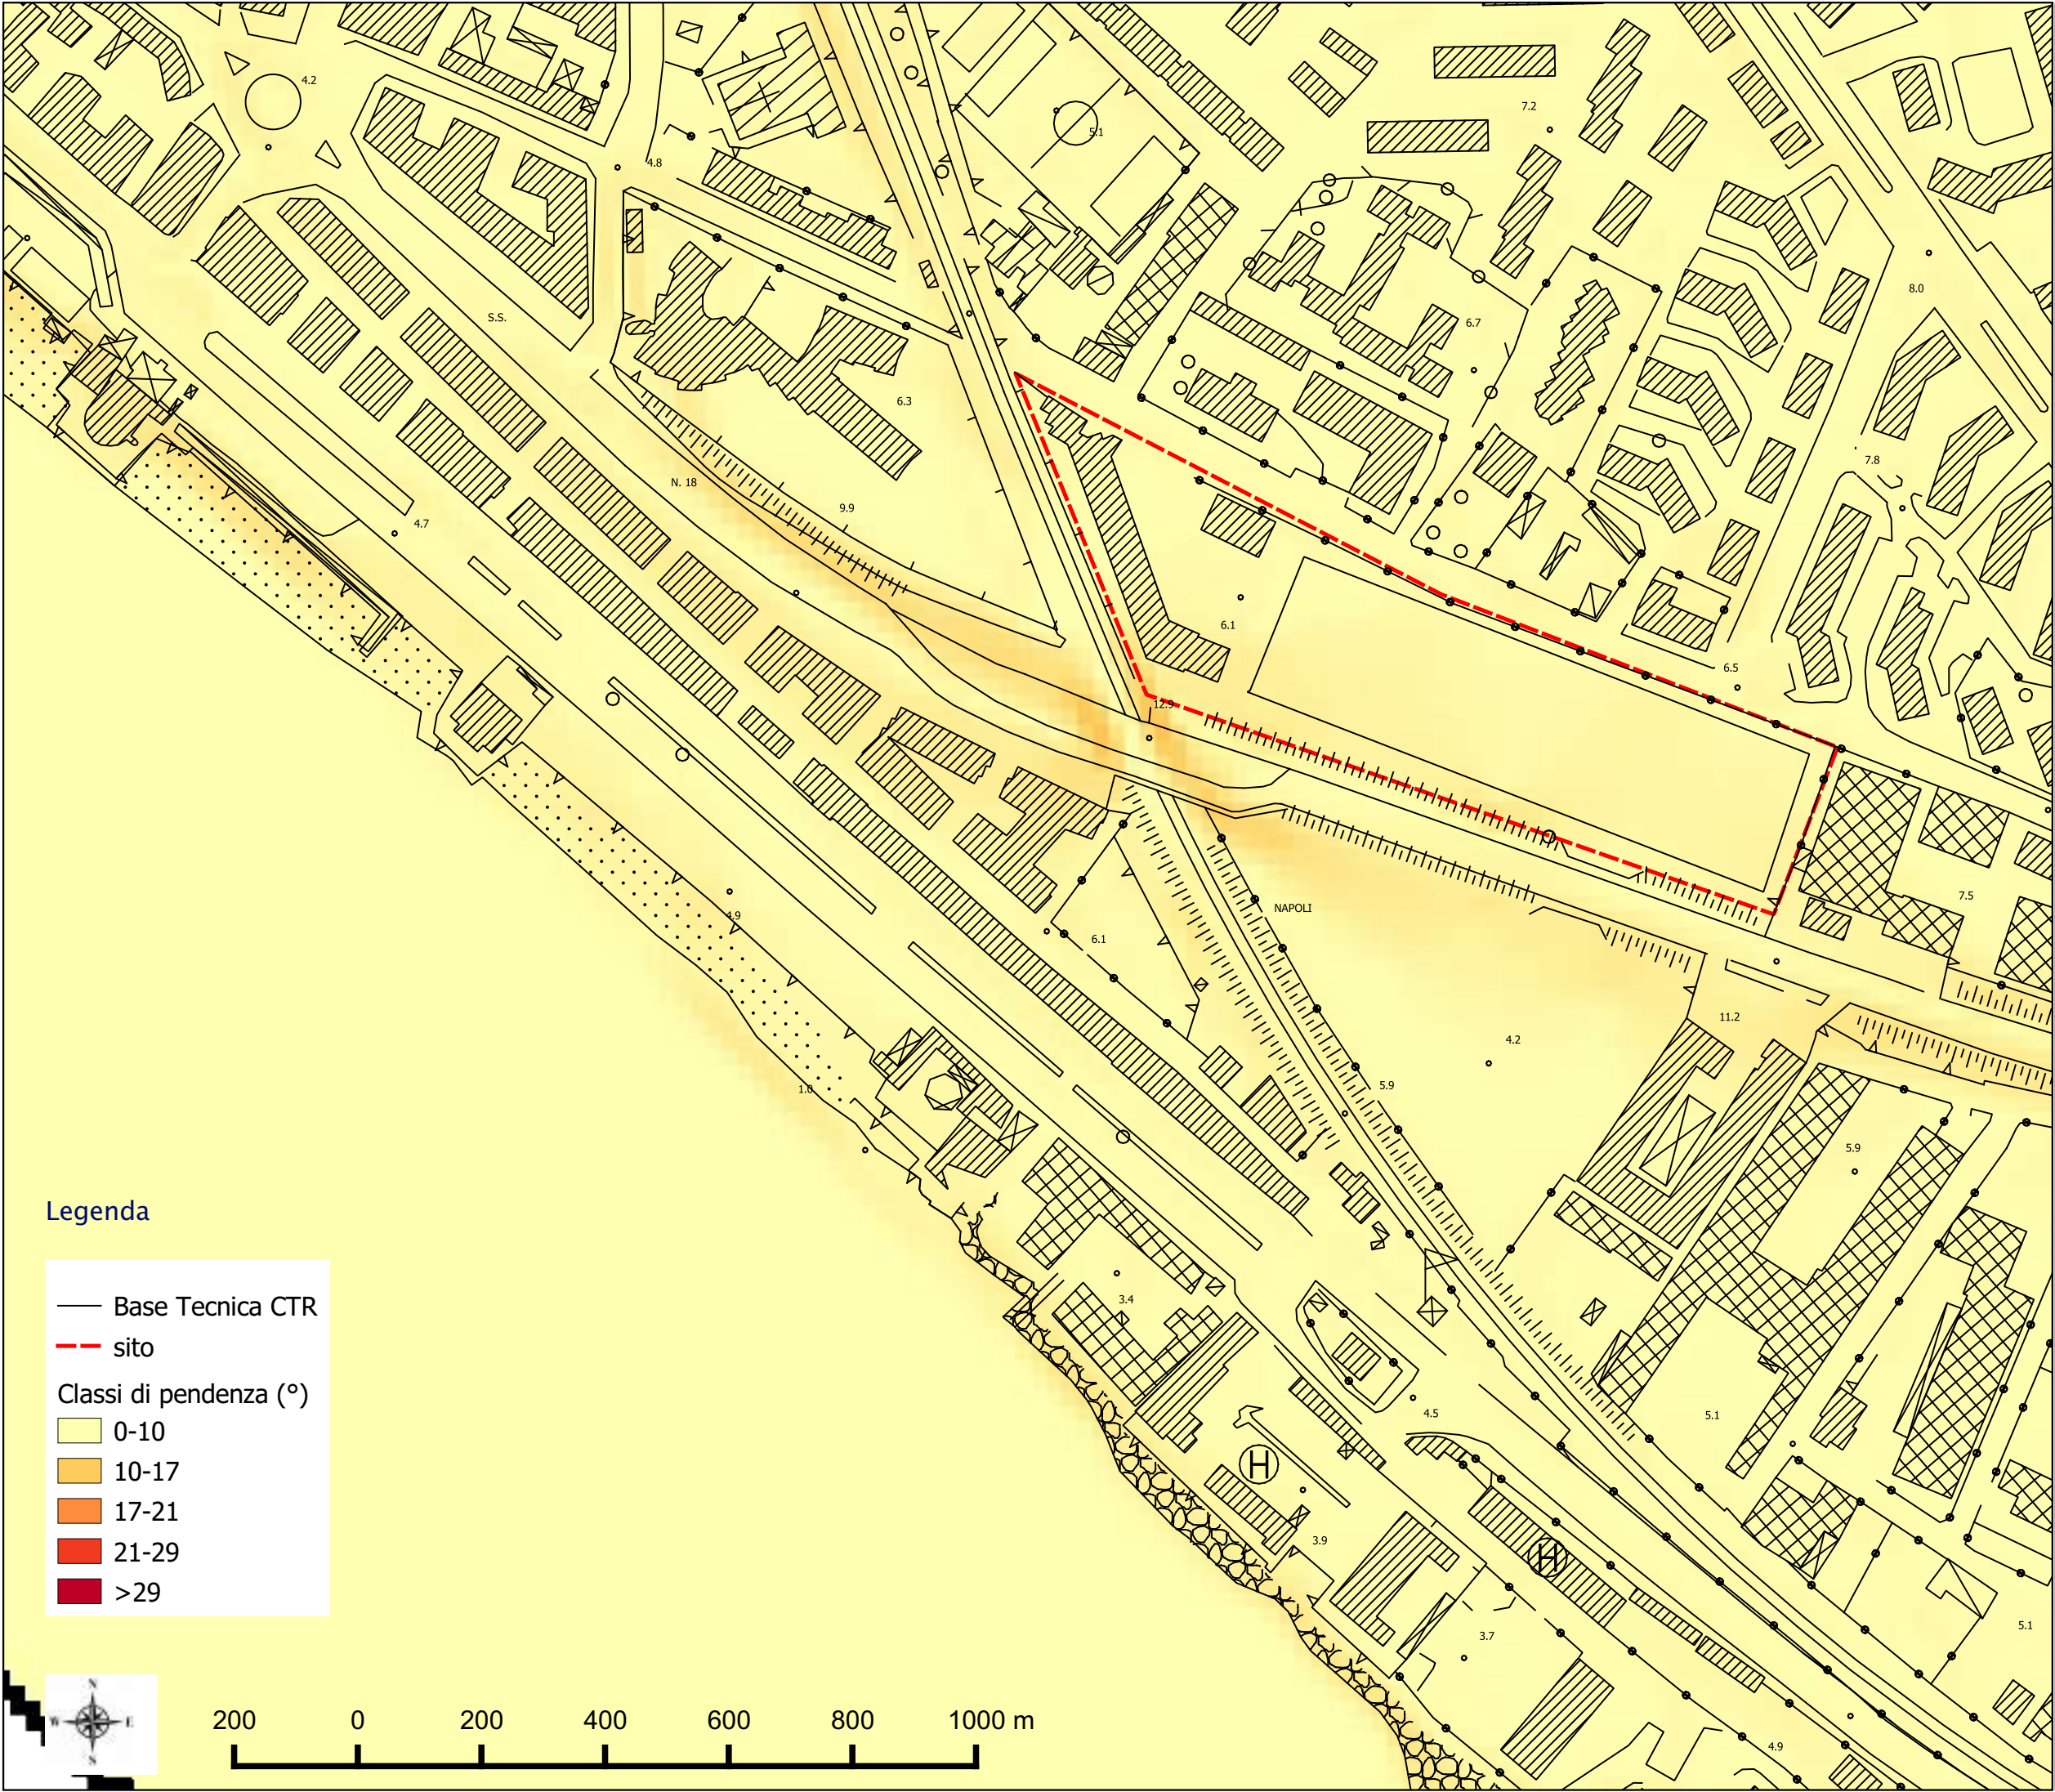 4.2
5.1
7.2
4.8
8.0
S.S.
6.7
6.3
7.8
N. 18
9.9
4.7
6.1
6.5
12.9
7.5
NAPOLI
4.9
6.1
11.2
4.2
5.9
1.0
5.9
3.4
4.5
5.1
H
3.9
H
5.1
3.7
4.9
Legenda
Base Tecnica CTR
sito
Classi di pendenza (°)
0-10
10-17
17-21
21-29
>29
N
W E
S
200 0 200 400 600 800 1000 m